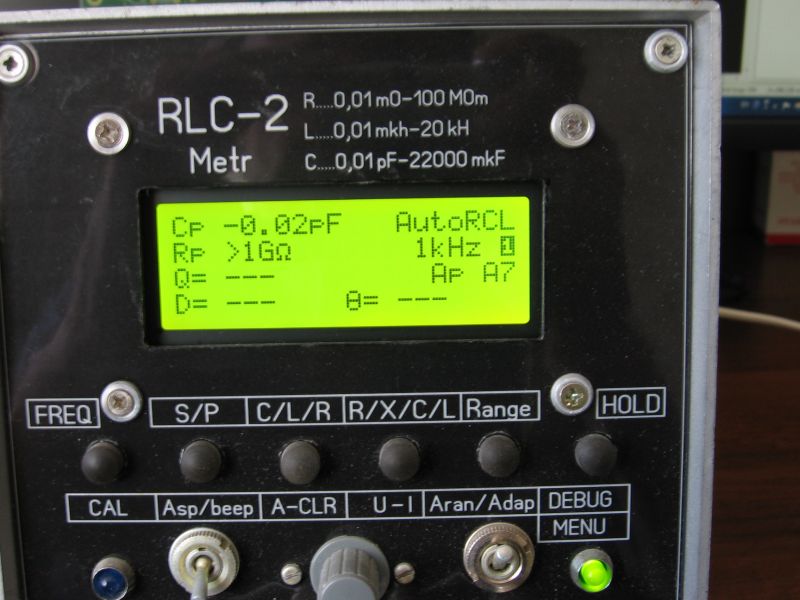 RLC-2
R....0,01 mO-100 MOm
L....0,01 mkh-20 kH
Metr
C.....0,01 pF-22000 mkF
Cp -0.02pF AutoRCL
Rp >1GΩ 1kHz 1
Q= --- Ap A7
D= --- θ= ---
FREQ S/P C/L/R R/X/C/L Range HOLD
CAL Asp/beep A-CLR U-I Aran/Adap DEBUG
MENU